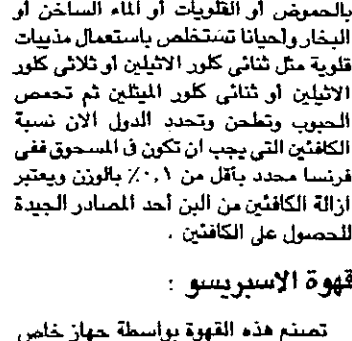 بالحموض أو القلويات أو الماء الساخن أو
البخار وأحيانا تستخلص باستعمال مذيبات
قلوية مثل ثنائي كلور الاثيلين أو ثلاثي كلور
الاثيلين أو ثنائي كلور الميثلين ثم تحمص
الحبوب وتطحن وتحدد الدول الان نسبة
الكافئين التي يجب ان تكون في المسحوق ففي
فرنسا محدد بأقل من ٠,١٪ بالوزن ويعتبر
ازالة الكافئين من البن أحد المصادر الجيدة
للحصول على الكافئين .
قهوة الاسبريسو :
تصنع هذه القهوة بواسطة جهاز خاص